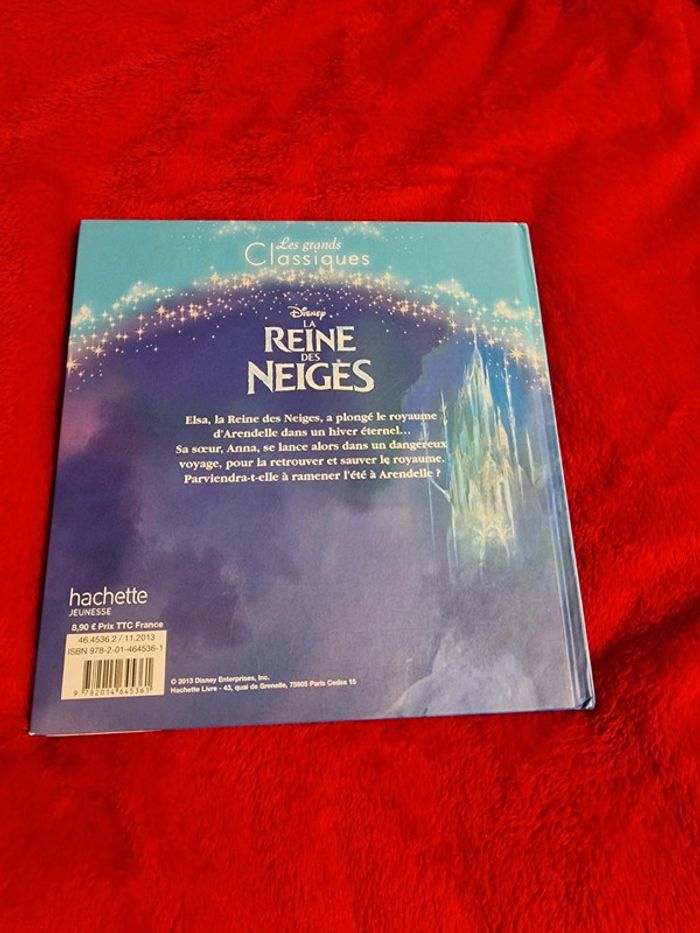 Les grands
Classiques
Disney
LA
REINE
DES
NEIGES
Elsa, la Reine des Neiges, a plongé le royaume
d'Arendelle dans un hiver éternel...
Sa sœur, Anna, se lance alors dans un dangereux
voyage, pour la retrouver et sauver le royaume.
Parviendra-t-elle à ramener l'été à Arendelle ?
hachette
JEUNESSE
8,90 € Prix TTC France
46.4536.2 / 11.2013
ISBN 978-2-01-464536-1
9 782014 645361
© 2013 Disney Enterprises, Inc.
Hachette Livre - 43, quai de Grenelle, 75905 Paris Cedex 15